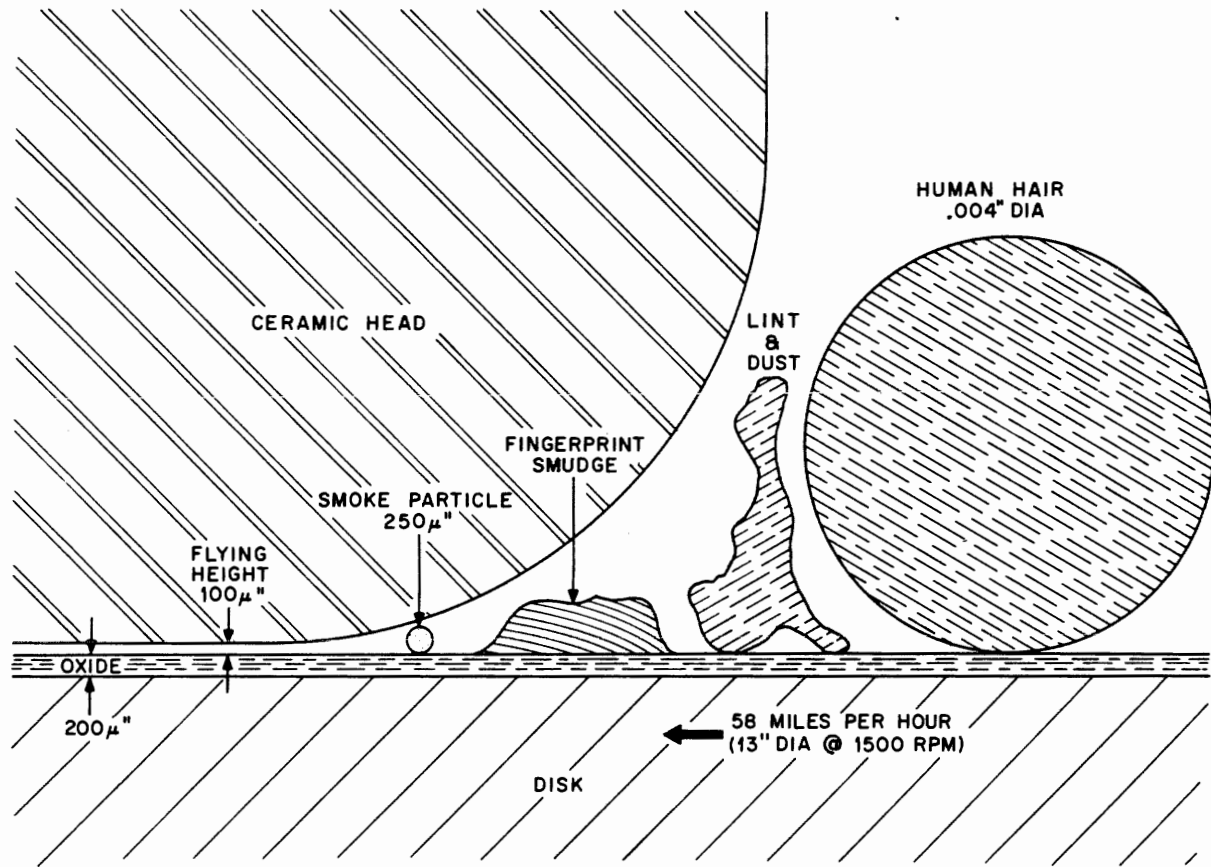 HUMAN HAIR
.004" DIA
CERAMIC HEAD
LINT
&
DUST
FINGERPRINT
SMUDGE
SMOKE PARTICLE
250μ"
FLYING
HEIGHT
100μ"
OXIDE
200μ"
58 MILES PER HOUR
(13" DIA @ 1500 RPM)
DISK